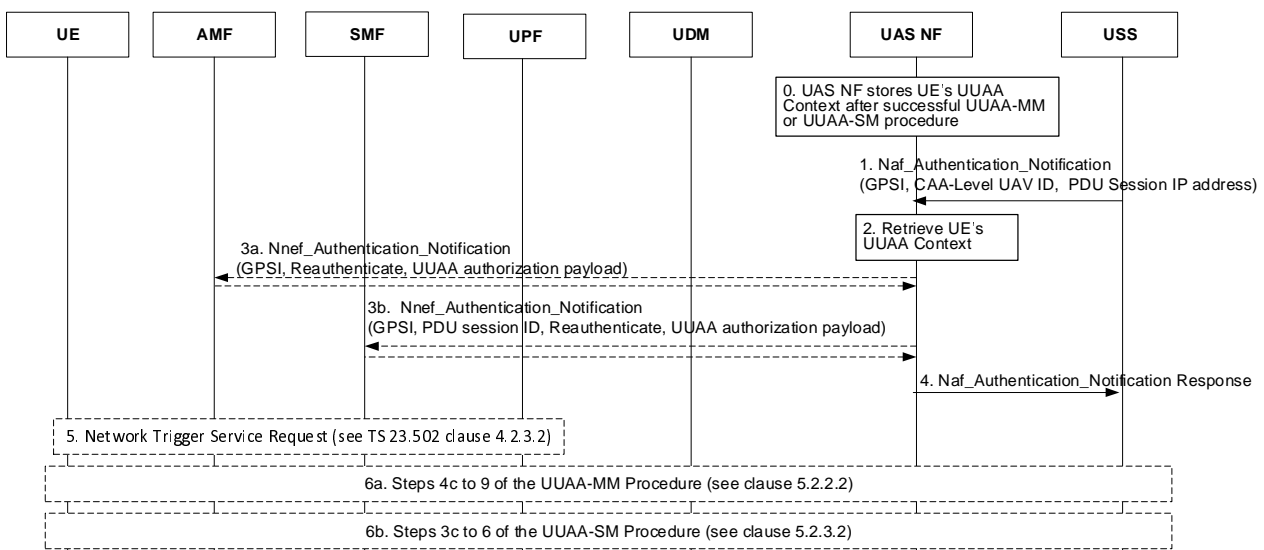 UE AMF SMF UPF UDM UAS NF USS
0. UAS NF stores UE's UUAA
Context after successful UUAA-MM
or UUAA-SM procedure
1. Naf_Authentication_Notification
(GPSI, CAA-Level UAV ID, PDU Session IP address)
2. Retrieve UE's
UUAA Context
3a. Nnef_Authentication_Notification
(GPSI, Reauthenticate, UUAA authorization payload)
3b. Nnef_Authentication_Notification
(GPSI, PDU session ID, Reauthenticate, UUAA authorization payload)
4. Naf_Authentication_Notification Response
5. Network Trigger Service Request (see TS 23.502 clause 4.2.3.2)
6a. Steps 4c to 9 of the UUAA-MM Procedure (see clause 5.2.2.2)
6b. Steps 3c to 6 of the UUAA-SM Procedure (see clause 5.2.3.2)